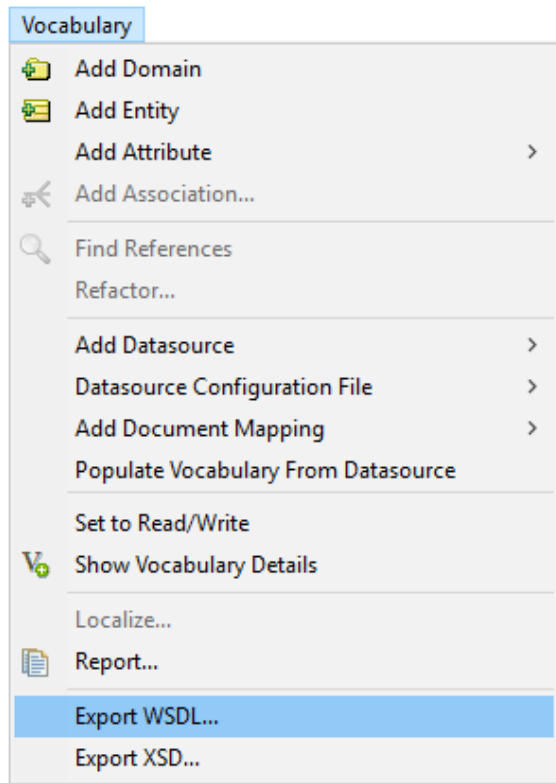 Vocabulary
Add Domain
Add Entity
Add Attribute
Add Association...
Find References
Refactor...
Add Datasource
Datasource Configuration File
Add Document Mapping
Populate Vocabulary From Datasource
Set to Read/Write
Show Vocabulary Details
Localize...
Report...
Export WSDL...
Export XSD...